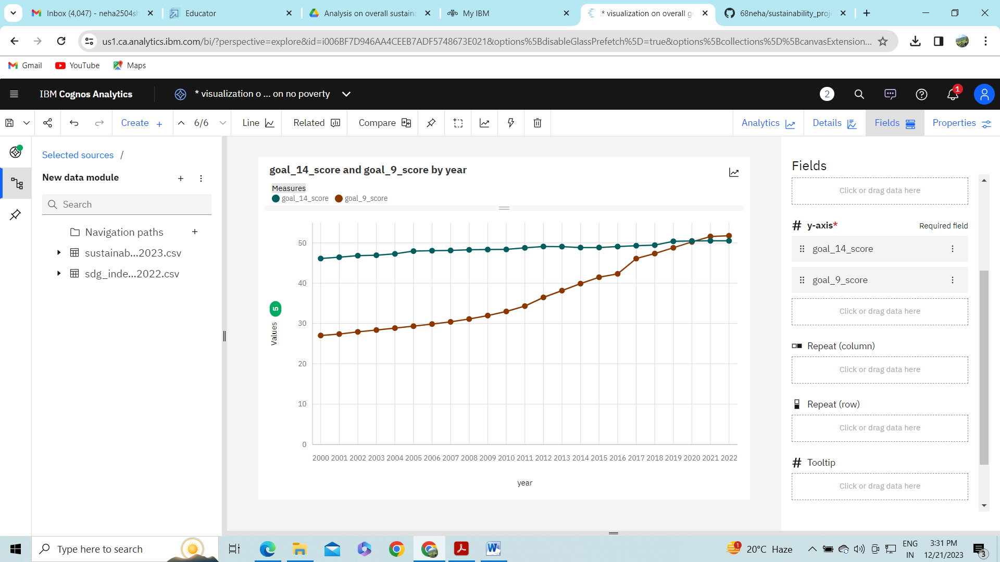 Inbox (4,047) - neha2504sh
Educator
Analysis on overall sustaina
My IBM
* visualization on overall go
68neha/sustainability_proje
us1.ca.analytics.ibm.com/bi/?perspective=explore&id=i006BF7D946AA4CEEB7ADF5748673E021&options%5BdisableGlassPrefetch%5D=true&options%5Bcollections%5D%5BcanvasExtension...
Gmail
YouTube
Maps
IBM Cognos Analytics
* visualization o ... on no poverty
2
1
Create
6/6
Line
Related
Compare
Analytics
Details
Fields
Properties
Selected sources /
New data module
Search
Navigation paths
sustainab...2023.csv
sdg_inde...2022.csv
goal_14_score and goal_9_score by year
Measures
goal_14_score goal_9_score
50
40
30
20
10
0
5
Values
2000 2001 2002 2003 2004 2005 2006 2007 2008 2009 2010 2011 2012 2013 2014 2015 2016 2017 2018 2019 2020 2021 2022
year
Fields
Click or drag data here
# y-axis* Required field
goal_14_score
goal_9_score
Click or drag data here
Repeat (column)
Click or drag data here
Repeat (row)
Click or drag data here
# Tooltip
Click or drag data here
Type here to search
1
20°C Haze
ENG
IN
3:31 PM
12/21/2023
3